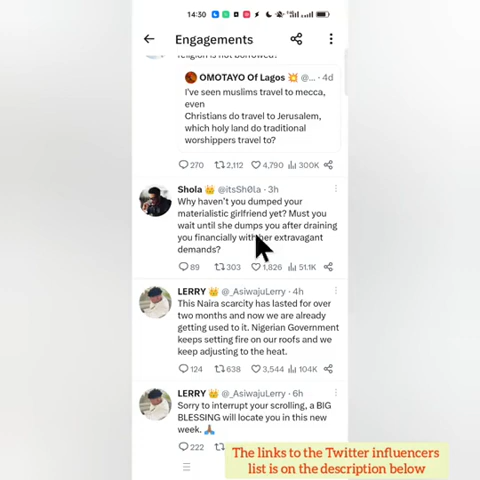 14:30
Engagements
religion is not borrowed?
OMOTAYO Of Lagos 💥 @... · 4d
I've seen muslims travel to mecca,
even
Christians do travel to Jerusalem,
which holy land do traditional
worshippers travel to?
270 2,112 4,790 300K
Shola 👑 @itsSh0la · 3h
Why haven't you dumped your
materialistic girlfriend yet? Must you
wait until she dumps you after draining
you financially with her extravagant
demands?
89 303 1,826 51.1K
LERRY 👑 @_AsiwajuLerry · 4h
This Naira scarcity has lasted for over
two months and now we are already
getting used to it. Nigerian Government
keeps setting fire on our roofs and we
keep adjusting to the heat.
124 638 3,544 104K
LERRY 👑 @_AsiwajuLerry · 6h
Sorry to interrupt your scrolling, a BIG
BLESSING will locate you in this new
week. 🙏🏾
222
The links to the Twitter influencers
list is on the description below